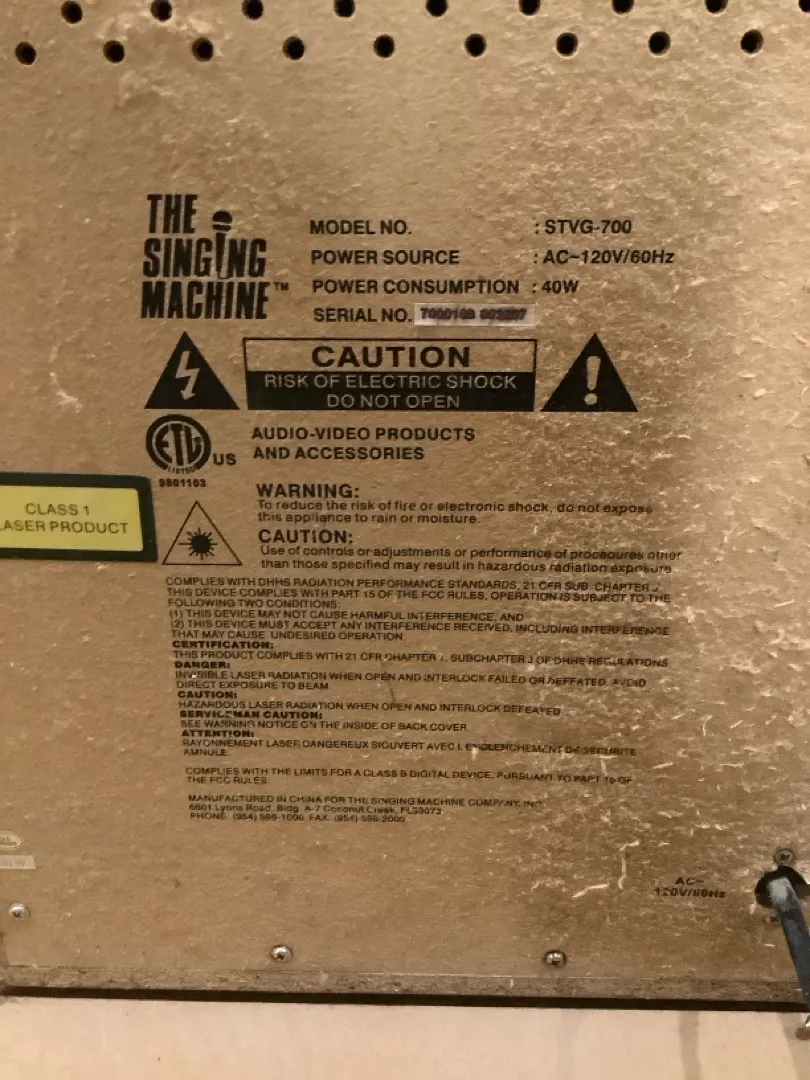 THE
SINGING
MACHINE™
MODEL NO. : STVG-700
POWER SOURCE : AC~120V/60Hz
POWER CONSUMPTION : 40W
SERIAL NO.
CAUTION
RISK OF ELECTRIC SHOCK
DO NOT OPEN
ETL
LISTED
US
9801103
AUDIO-VIDEO PRODUCTS
AND ACCESSORIES
CLASS 1
LASER PRODUCT
WARNING:
To reduce the risk of fire or electronic shock, do not expose
this appliance to rain or moisture.
CAUTION:
Use of controls or adjustments or performance of procedures other
than those specified may result in hazardous radiation exposure
COMPLIES WITH DHHS RADIATION PERFORMANCE STANDARDS, 21 CFR SUB. CHAPTER J.
THIS DEVICE COMPLIES WITH PART 15 OF THE FCC RULES, OPERATION IS SUBJECT TO THE
FOLLOWING TWO CONDITIONS:
(1) THIS DEVICE MAY NOT CAUSE HARMFUL INTERFERENCE, AND
(2) THIS DEVICE MUST ACCEPT ANY INTERFERENCE RECEIVED, INCLUDING INTERFERENCE
THAT MAY CAUSE UNDESIRED OPERATION
CERTIFICATION:
THIS PRODUCT COMPLIES WITH 21 CFR CHAPTER 1, SUBCHAPTER J OF DHHS REGULATIONS
DANGER:
INVISIBLE LASER RADIATION WHEN OPEN AND INTERLOCK FAILED OR DEFFATED. AVOID
DIRECT EXPOSURE TO BEAM
CAUTION:
HAZARDOUS LASER RADIATION WHEN OPEN AND INTERLOCK DEFEATED
SERVICEMAN CAUTION:
SEE WARNING NOTICE ON THE INSIDE OF BACK COVER
ATTENTION:
RAYONNEMENT LASER DANGEREUX SIOUVERT AVEC L ENCLENCHEMENT DE SECURITE
AMNULE
COMPLIES WITH THE LIMITS FOR A CLASS B DIGITAL DEVICE, PURSUANT TO PART 15 OF
THE FCC RULES
MANUFACTURED IN CHINA FOR THE SINGING MACHINE COMPANY, INC
6601 Lyons Road, Bldg. A-7 Coconut Creek, FL33073
PHONE: (954) 596-1000 FAX: (954) 596-2000
AC~
120V/60Hz